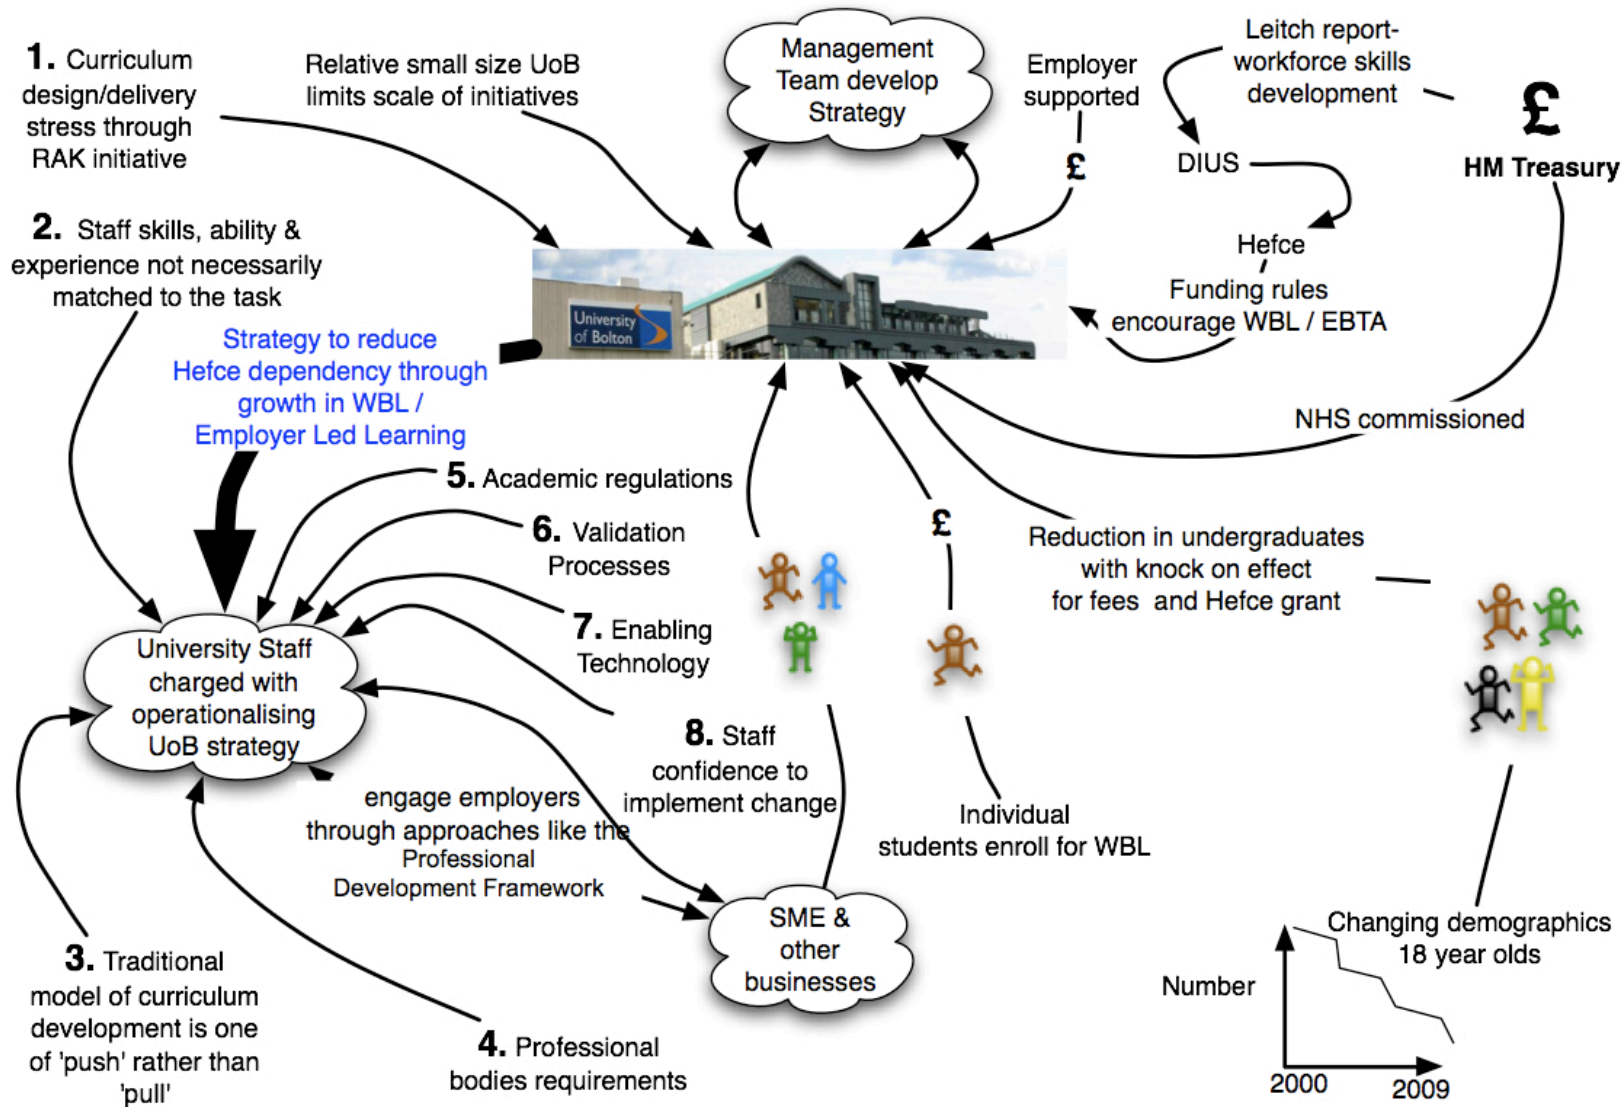 1. Curriculum
design/delivery
stress through
RAK initiative
Relative small size UoB
limits scale of initiatives
Management
Team develop
Strategy
Employer
supported
£
Leitch report-
workforce skills
development
£
HM Treasury
DIUS
Hefce
Funding rules
encourage WBL / EBTA
2. Staff skills, ability &
experience not necessarily
matched to the task
University
of Bolton
Strategy to reduce
Hefce dependency through
growth in WBL /
Employer Led Learning
NHS commissioned
5. Academic regulations
6. Validation
Processes
7. Enabling
Technology
£
Reduction in undergraduates
with knock on effect
for fees and Hefce grant
University Staff
charged with
operationalising
UoB strategy
8. Staff
confidence to
implement change
engage employers
through approaches like the
Professional
Development Framework
Individual
students enroll for WBL
SME &
other
businesses
3. Traditional
model of curriculum
development is one
of 'push' rather than
'pull'
4. Professional
bodies requirements
Changing demographics
18 year olds
Number
2000
2009